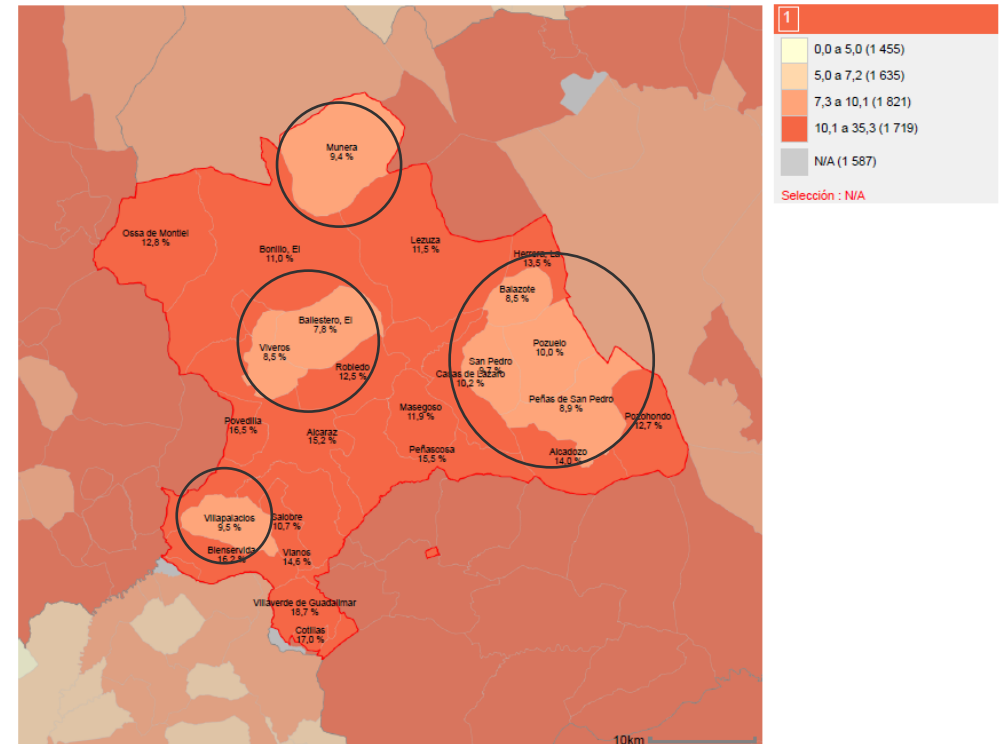 1
0,0 a 5,0 (1 455)
5,0 a 7,2 (1 635)
7,3 a 10,1 (1 821)
10,1 a 35,3 (1 719)
N/A (1 587)
Selección : N/A
Munera
9,4 %
Ossa de Montiel
12,8 %
Bonillo, El
11,0 %
Lezuza
11,5 %
Herrera, La
13,5 %
Balazote
8,5 %
Ballestero, El
7,8 %
Viveros
8,5 %
Robledo
12,5 %
Pozuelo
10,0 %
San Pedro
9,7 %
Casas de Lázaro
10,2 %
Peñas de San Pedro
8,9 %
Masegoso
11,9 %
Pozohondo
12,7 %
Povedilla
16,5 %
Alcaraz
15,2 %
Peñascosa
15,5 %
Alcadozo
14,0 %
Villapalacios
9,5 %
Salobre
10,7 %
Bienservida
16,2 %
Vianos
14,6 %
Villaverde de Guadalimar
18,7 %
Cotillas
17,0 %
10km